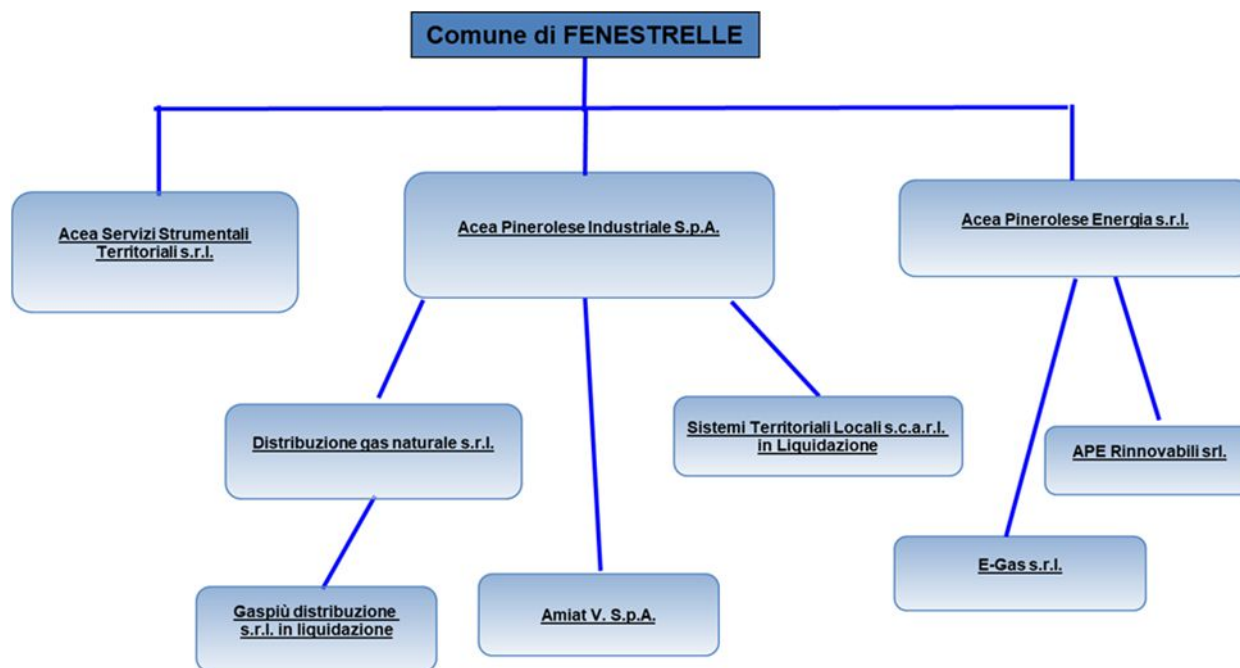 Comune di FENESTRELLE
Acea Servizi Strumentali
Territoriali s.r.l.
Acea Pinerolese Industriale S.p.A.
Acea Pinerolese Energia s.r.l.
Distribuzione gas naturale s.r.l.
Sistemi Territoriali Locali s.c.a.r.l.
in Liquidazione
APE Rinnovabili srl.
E-Gas s.r.l.
Gaspiù distribuzione
s.r.l. in liquidazione
Amiat V. S.p.A.